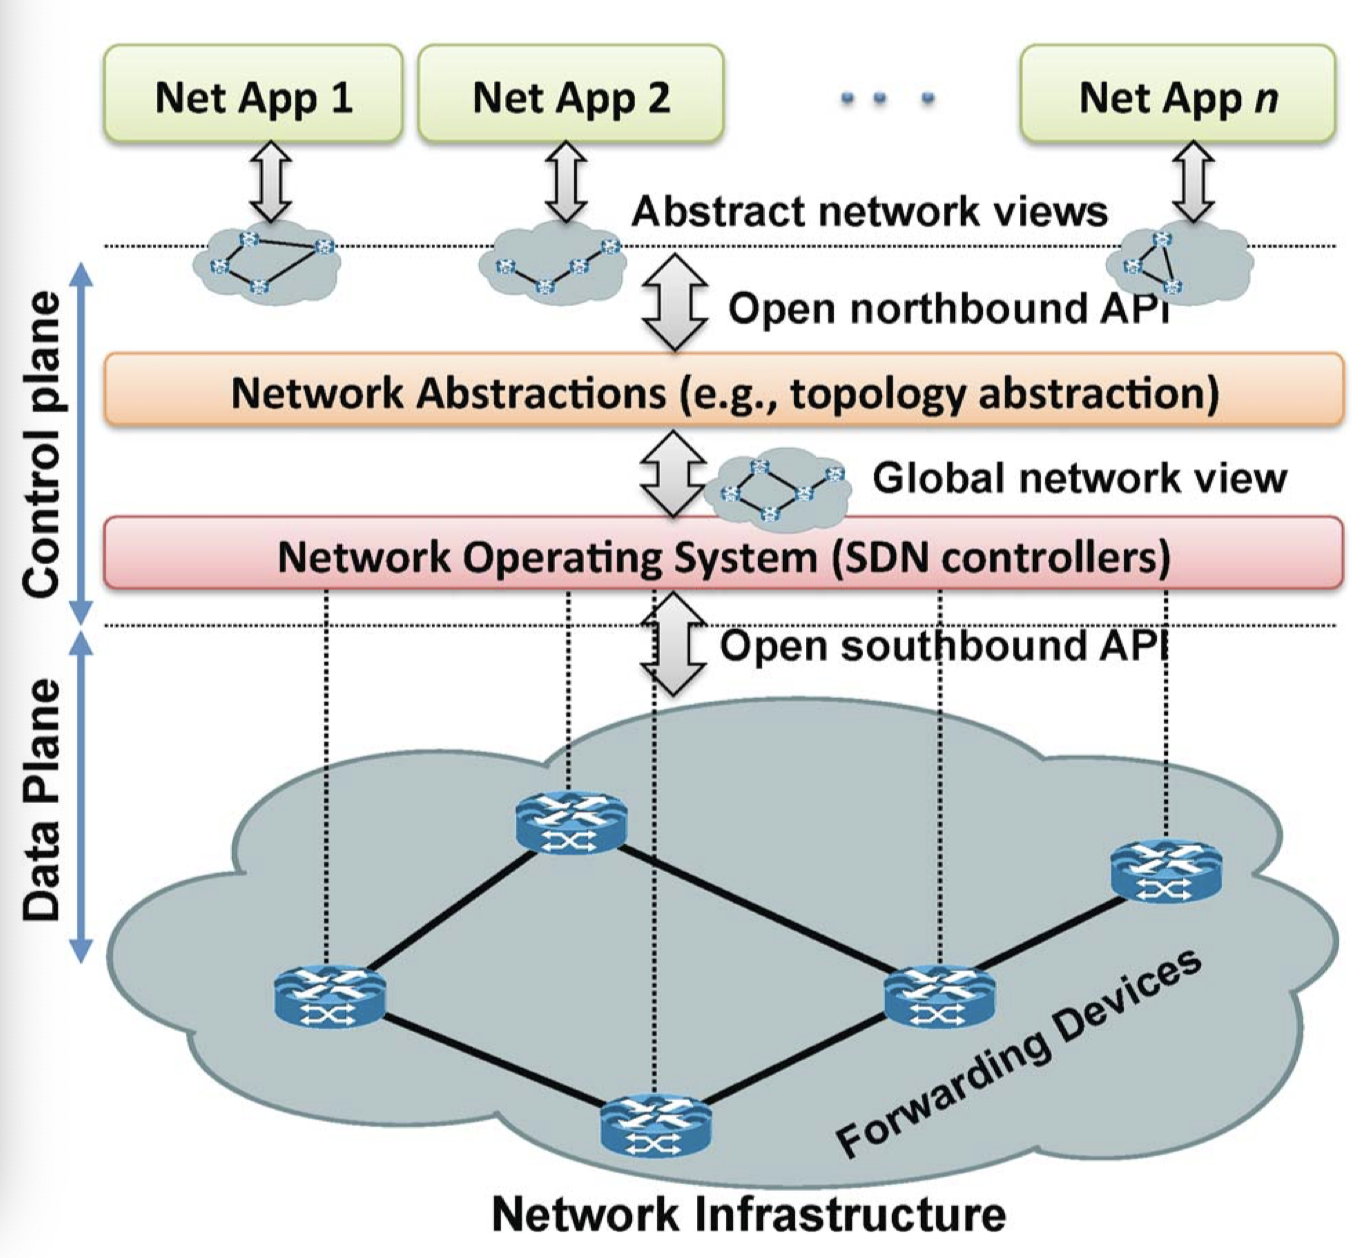 Net App 1
Net App 2
Net App n
Abstract network views
Open northbound API
Network Abstractions (e.g., topology abstraction)
Global network view
Network Operating System (SDN controllers)
Open southbound API
Control plane
Data Plane
Forwarding Devices
Network Infrastructure